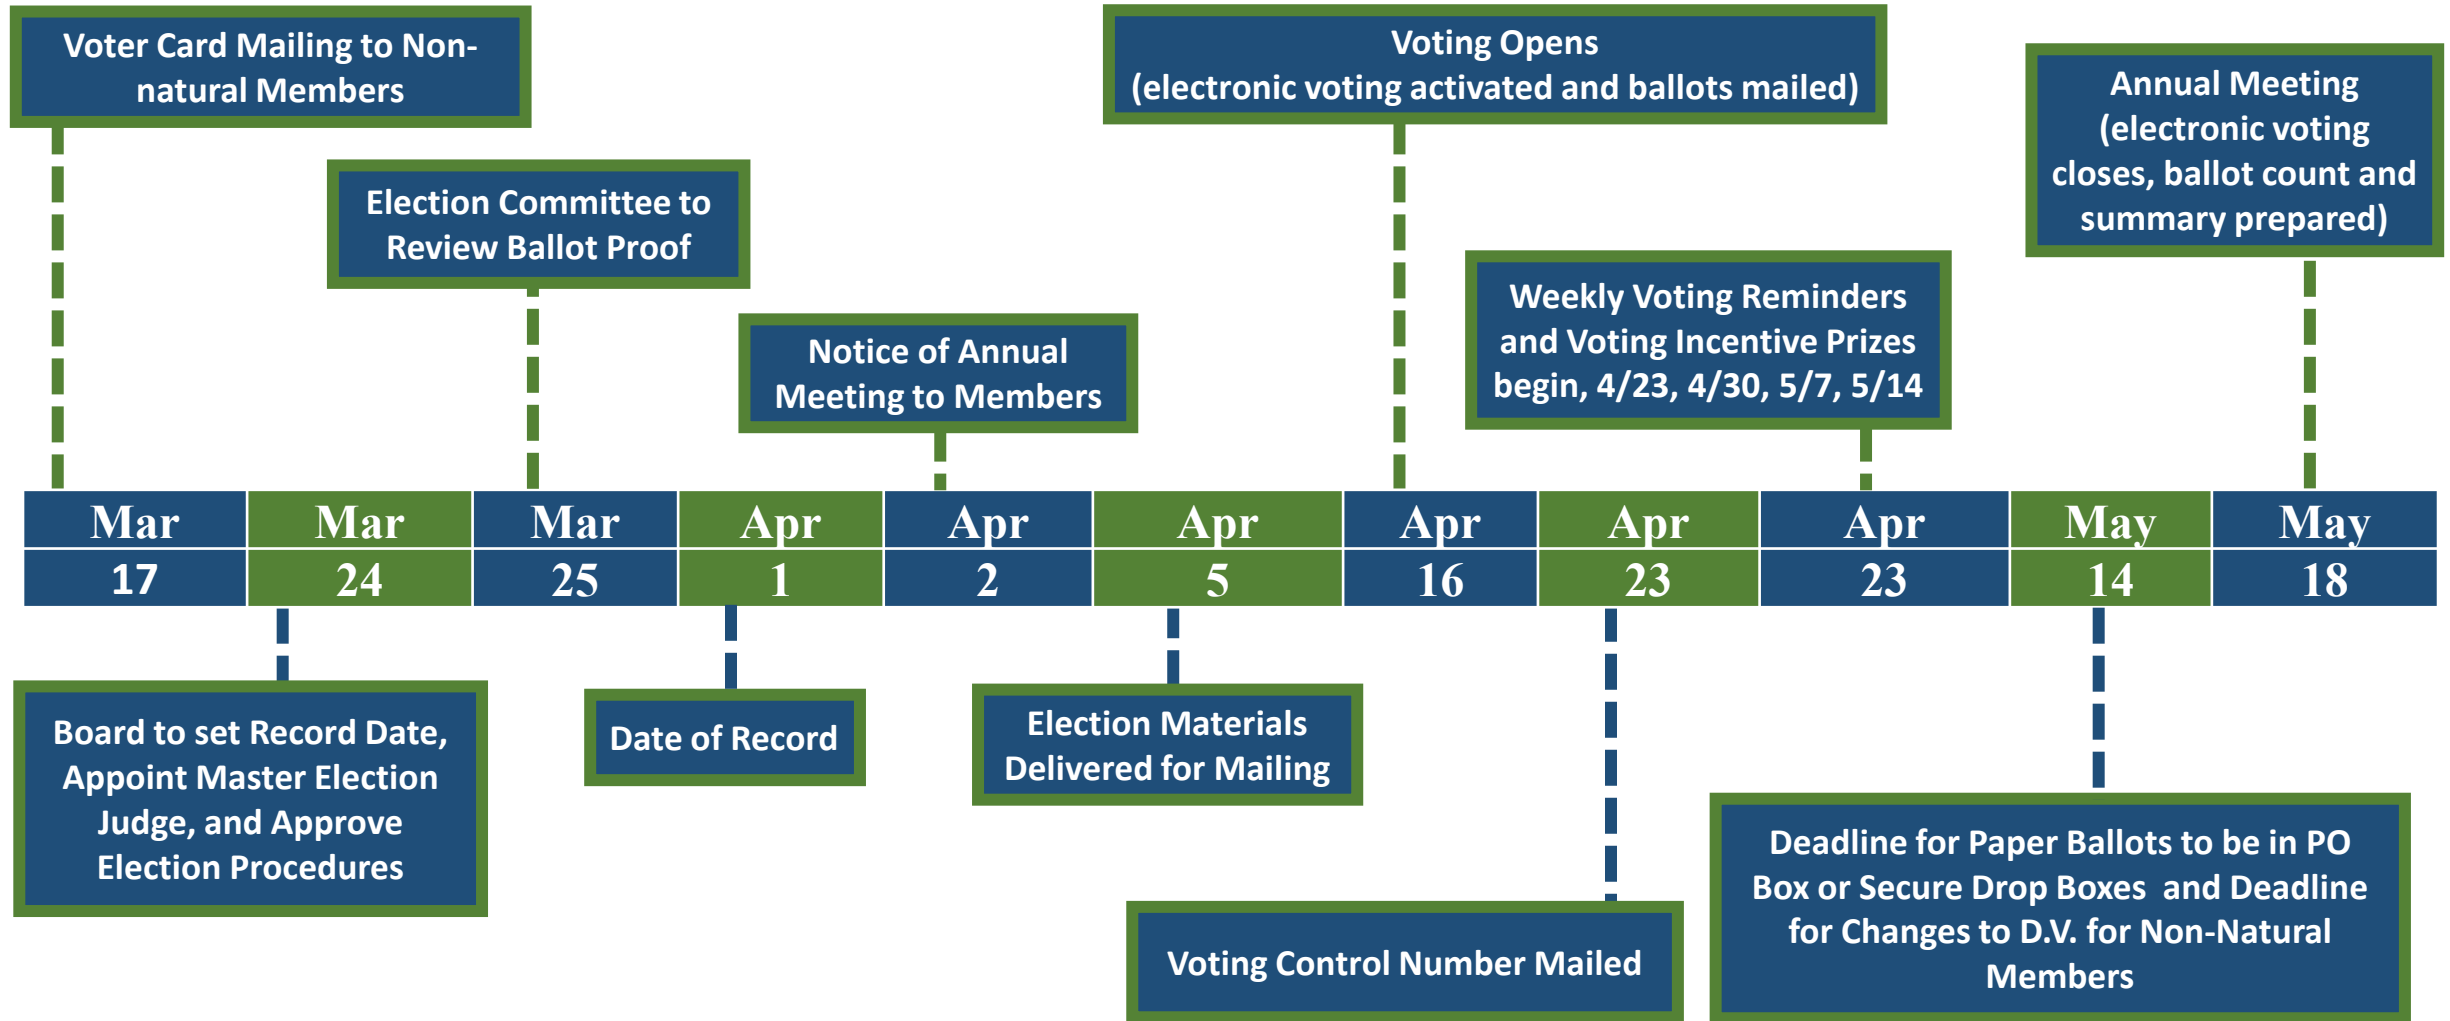 Voter Card Mailing to Non-
natural Members
Election Committee to
Review Ballot Proof
Notice of Annual
Meeting to Members
Voting Opens
(electronic voting activated and ballots mailed)
Weekly Voting Reminders
and Voting Incentive Prizes
begin, 4/23, 4/30, 5/7, 5/14
Annual Meeting
(electronic voting
closes, ballot count and
summary prepared)
Mar Mar Mar Apr Apr Apr Apr Apr Apr May May
17 24 25 1 2 5 16 23 23 14 18
Board to set Record Date,
Appoint Master Election
Judge, and Approve
Election Procedures
Date of Record
Election Materials
Delivered for Mailing
Voting Control Number Mailed
Deadline for Paper Ballots to be in PO
Box or Secure Drop Boxes and Deadline
for Changes to D.V. for Non-Natural
Members